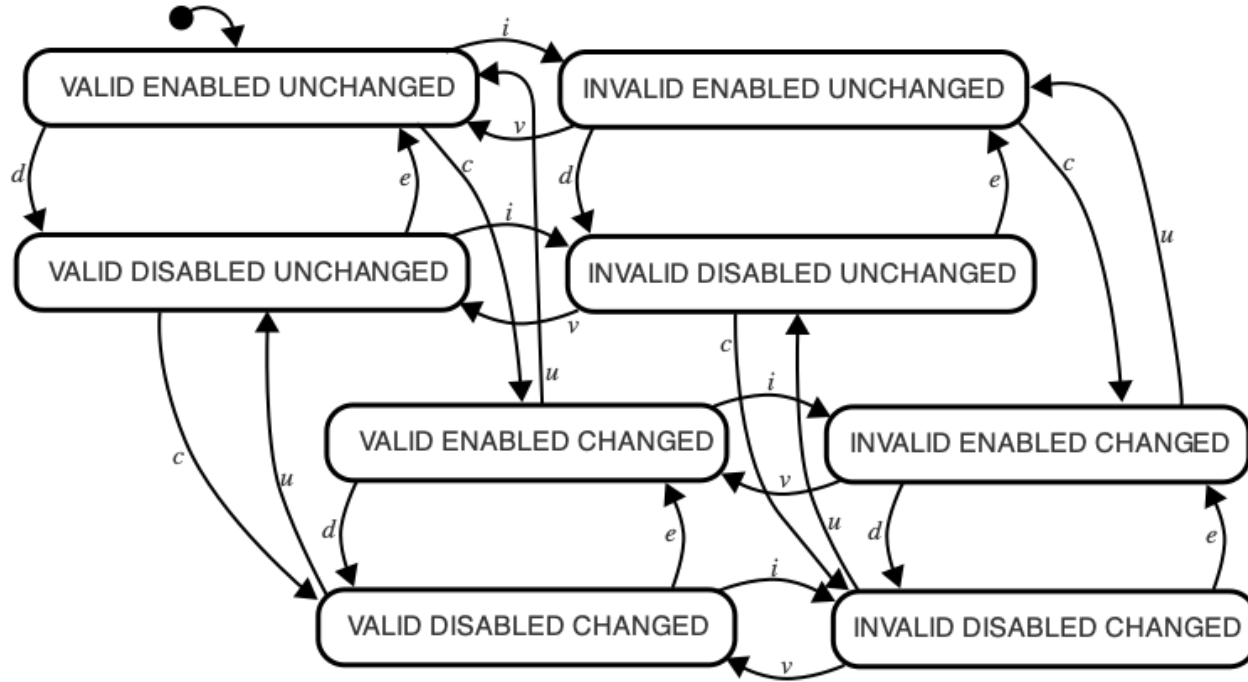 i
VALID ENABLED UNCHANGED
INVALID ENABLED UNCHANGED
v
d
e
c
d
e
c
i
u
VALID DISABLED UNCHANGED
INVALID DISABLED UNCHANGED
v
c
u
i
VALID ENABLED CHANGED
INVALID ENABLED CHANGED
c
u
v
d
e
u
d
e
i
VALID DISABLED CHANGED
INVALID DISABLED CHANGED
v